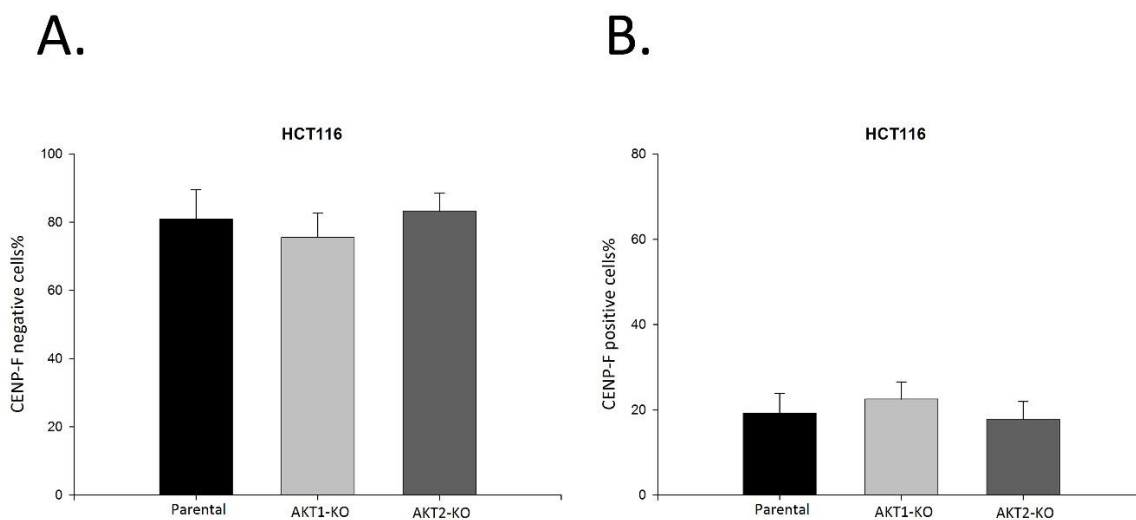 A.
HCT116
CENP-F negative cells%
100
80
60
40
20
0
Parental
AKT1-KO
AKT2-KO
B.
HCT116
CENP-F positive cells%
80
60
40
20
0
Parental
AKT1-KO
AKT2-KO